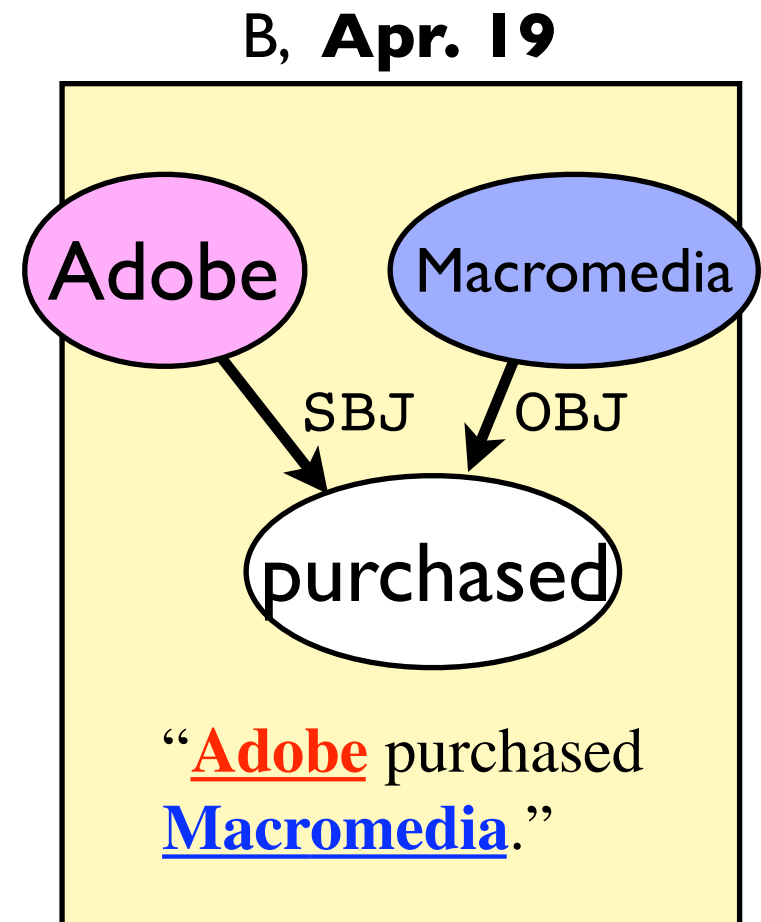 B, Apr. 19
Adobe
Macromedia
SBJ
OBJ
purchased
“Adobe purchased
Macromedia.”